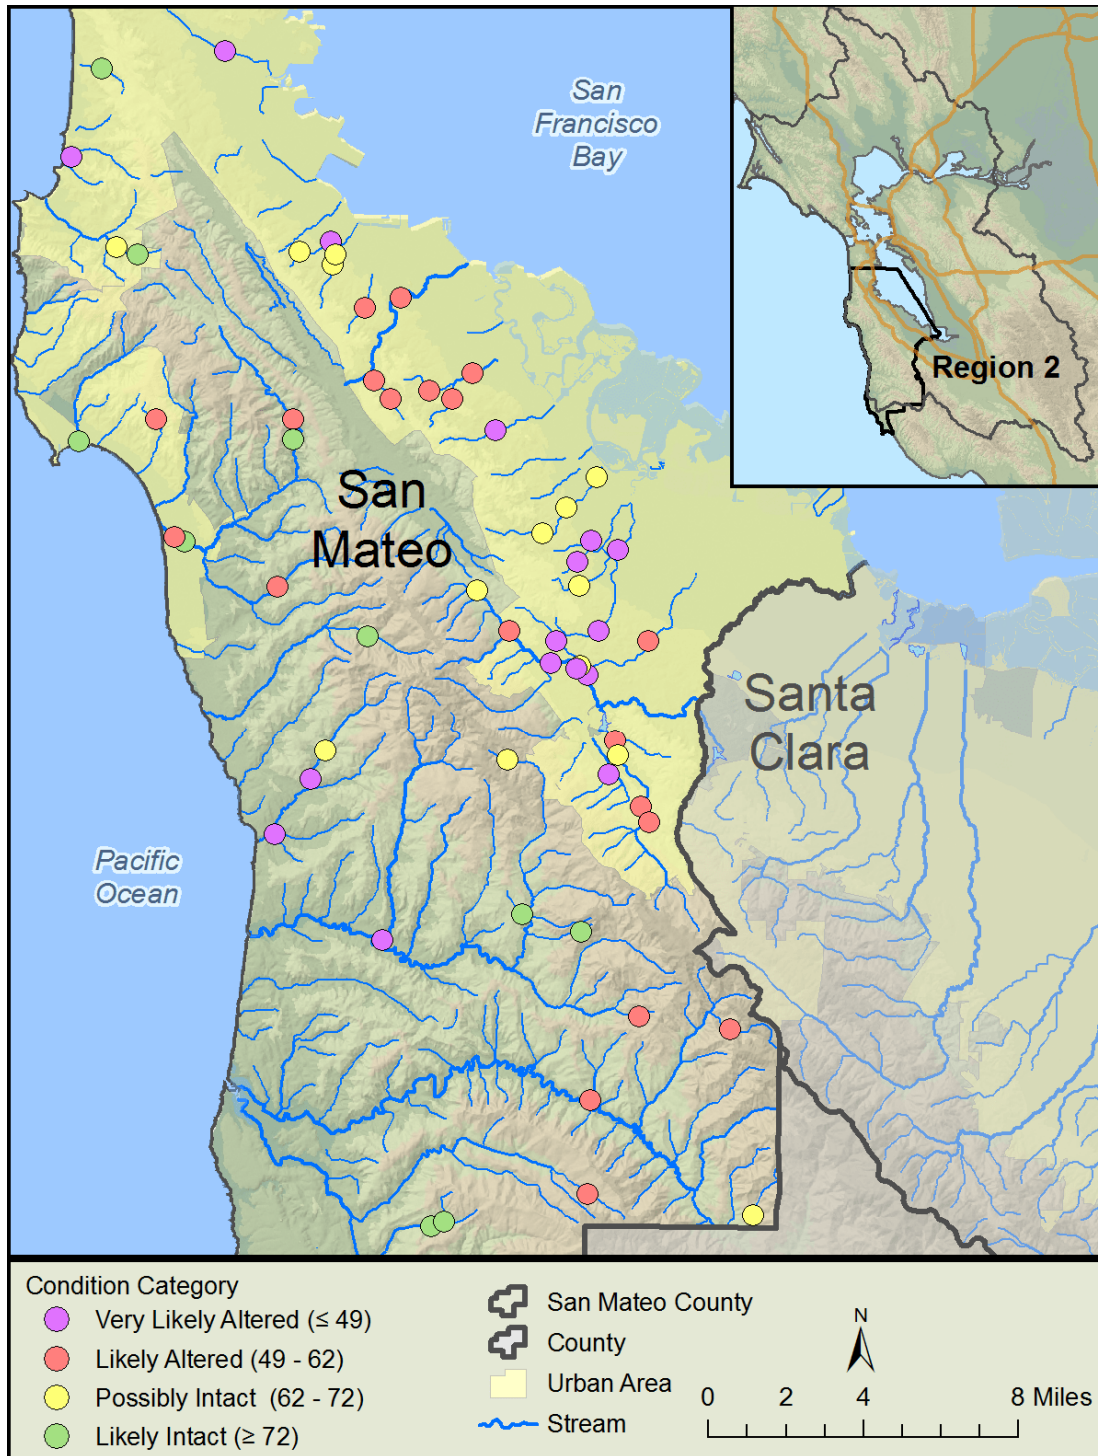 San
Francisco
Bay
Region 2
San
Mateo
Santa
Clara
Pacific
Ocean
Condition Category
Very Likely Altered (≤ 49)
Likely Altered (49 - 62)
Possibly Intact (62 - 72)
Likely Intact (≥ 72)
San Mateo County
County
Urban Area
Stream
N
0 2 4 8 Miles